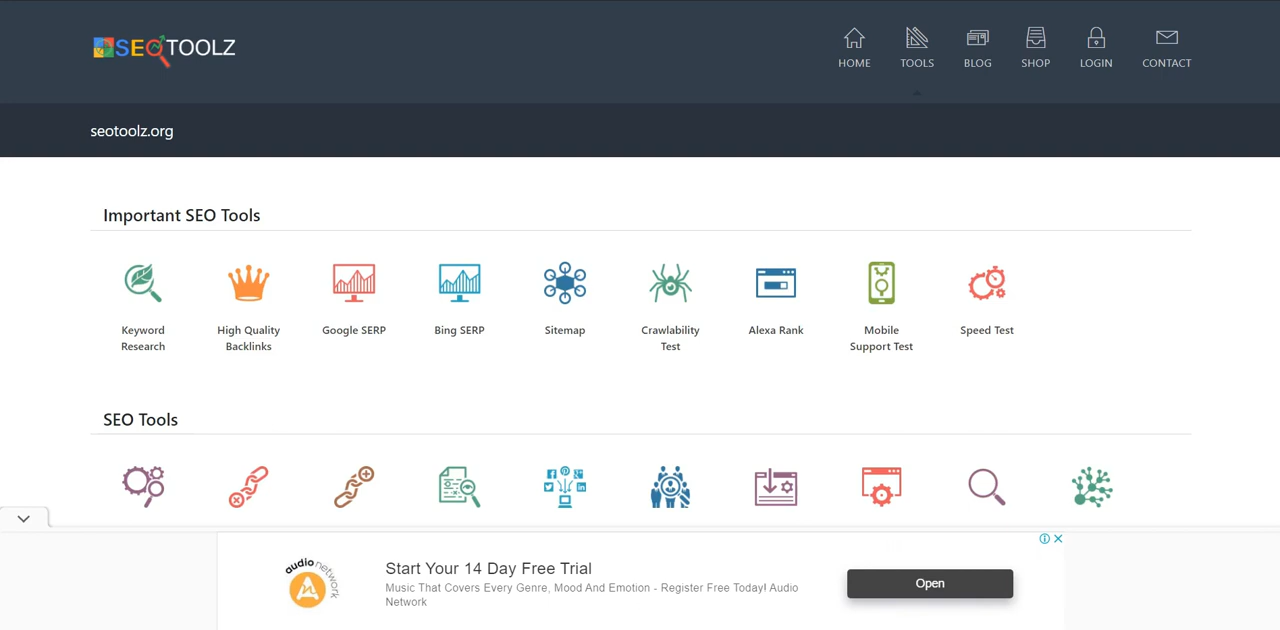 SEOTOOLZ
HOME TOOLS BLOG SHOP LOGIN CONTACT
seotoolz.org
Important SEO Tools
Keyword Research
High Quality Backlinks
Google SERP
Bing SERP
Sitemap
Crawlability Test
Alexa Rank
Mobile Support Test
Speed Test
SEO Tools
audio network
Start Your 14 Day Free Trial
Music That Covers Every Genre, Mood And Emotion - Register Free Today! Audio
Network
Open